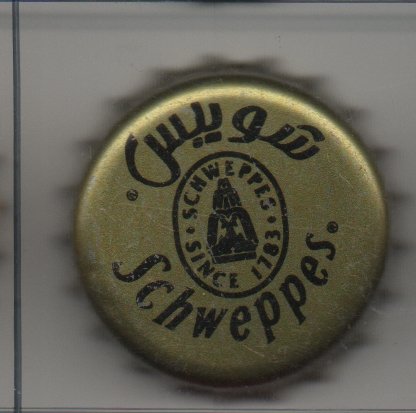 شويبس
®
SCHWEPPES
SINCE 1783
Schweppes®